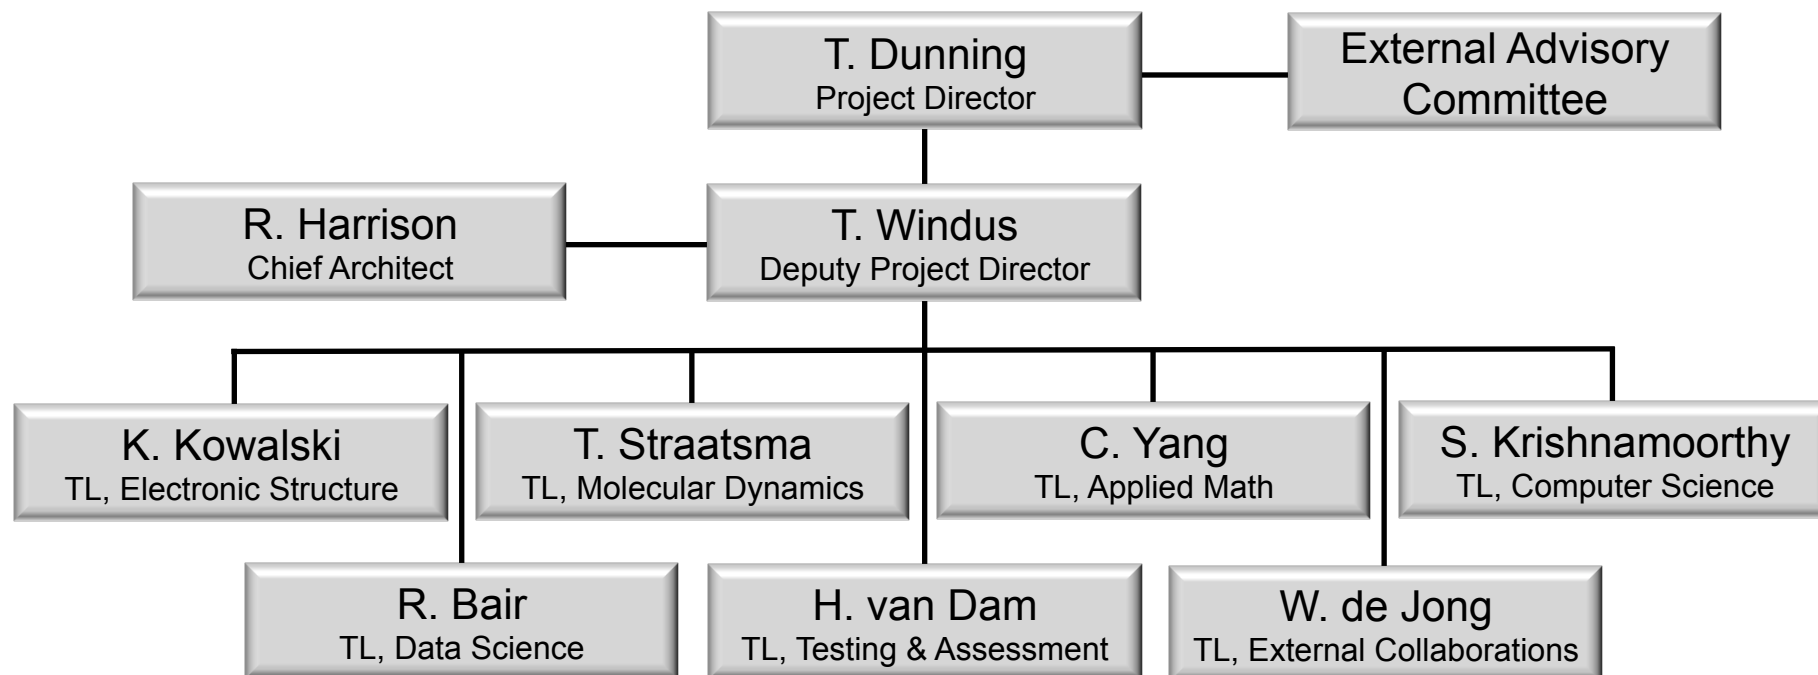 T. Dunning
Project Director
External Advisory
Committee
R. Harrison
Chief Architect
T. Windus
Deputy Project Director
K. Kowalski
TL, Electronic Structure
T. Straatsma
TL, Molecular Dynamics
C. Yang
TL, Applied Math
S. Krishnamoorthy
TL, Computer Science
R. Bair
TL, Data Science
H. van Dam
TL, Testing & Assessment
W. de Jong
TL, External Collaborations